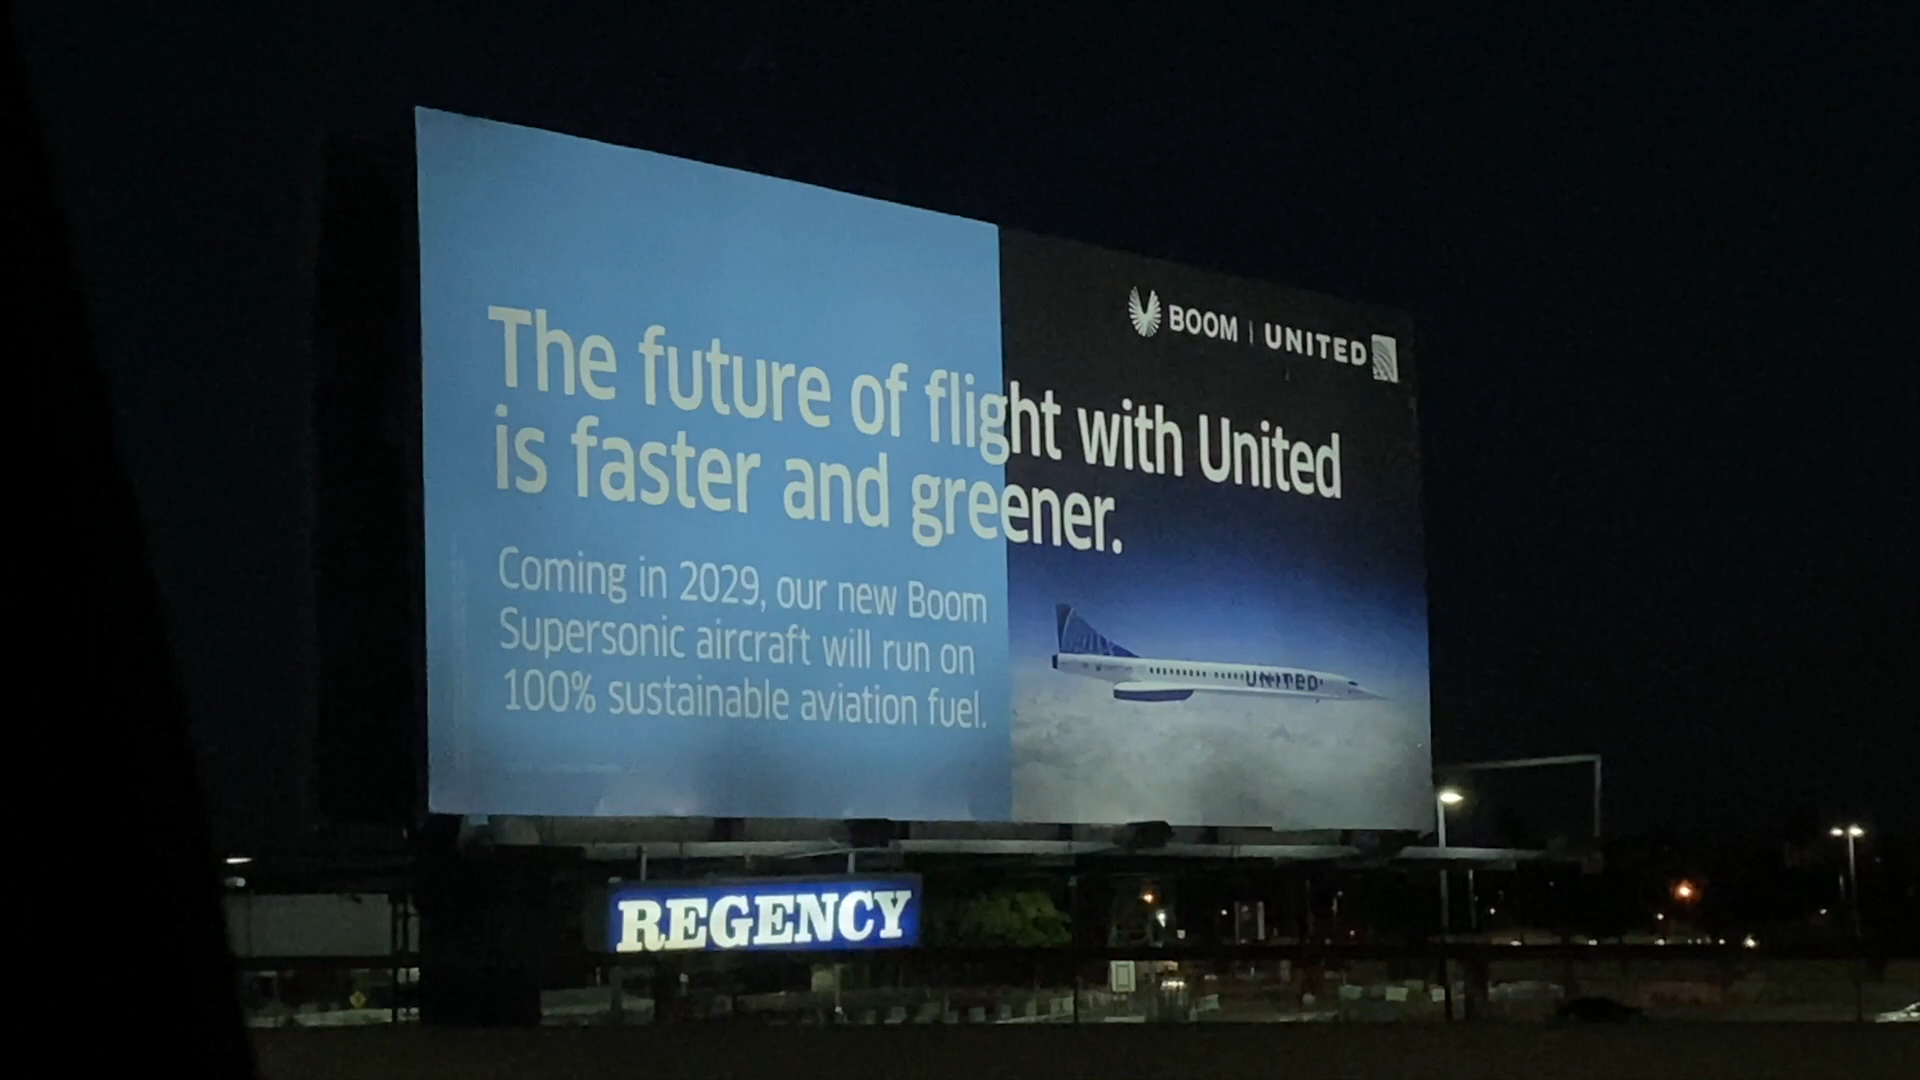 BOOM | UNITED
The future of flight with United
is faster and greener.
Coming in 2029, our new Boom
Supersonic aircraft will run on
100% sustainable aviation fuel.
UNITED
REGENCY